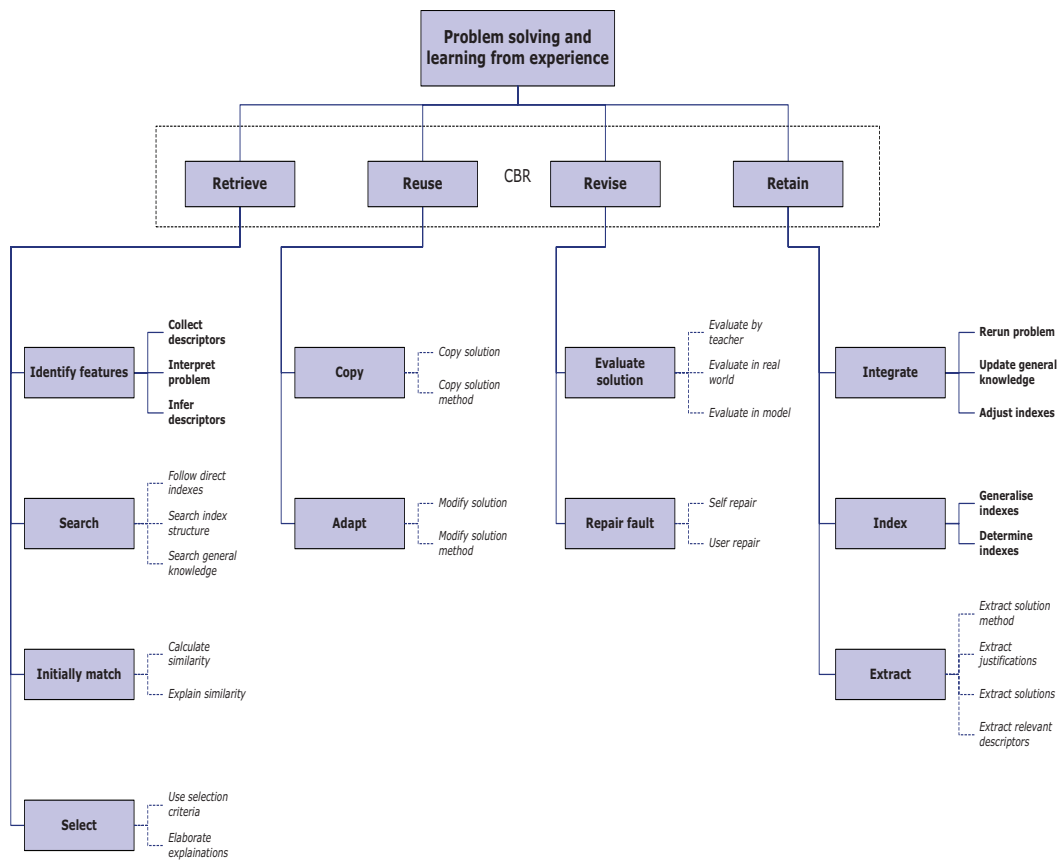 Problem solving and
learning from experience
CBR
Retrieve
Reuse
Revise
Retain
Identify features
Collect
descriptors
Interpret
problem
Infer
descriptors
Search
Follow direct
indexes
Search index
structure
Search general
knowledge
Initially match
Calculate
similarity
Explain similarity
Select
Use selection
criteria
Elaborate
explainations
Copy
Copy solution
Copy solution
method
Adapt
Modify solution
Modify solution
method
Evaluate
solution
Evaluate by
teacher
Evaluate in real
world
Evaluate in model
Repair fault
Self repair
User repair
Integrate
Rerun problem
Update general
knowledge
Adjust indexes
Index
Generalise
indexes
Determine
indexes
Extract
Extract solution
method
Extract
justifications
Extract solutions
Extract relevant
descriptors